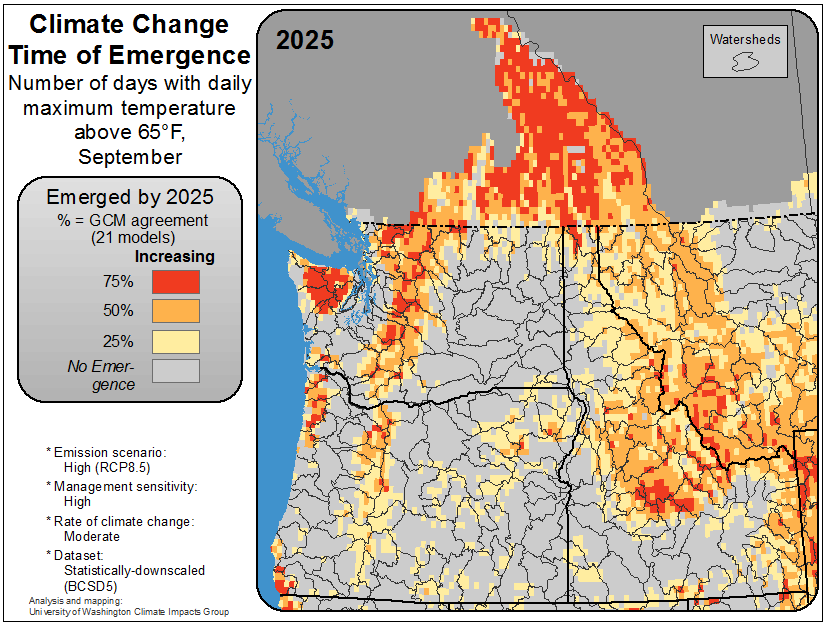 Climate Change
Time of Emergence
Number of days with daily
maximum temperature
above 65°F,
September
Emerged by 2025
% = GCM agreement
(21 models)
Increasing
75%
50%
25%
No Emer-
gence
* Emission scenario:
High (RCP8.5)
* Management sensitivity:
High
* Rate of climate change:
Moderate
* Dataset:
Statistically-downscaled
(BCSD5)
Analysis and mapping:
University of Washington Climate Impacts Group
2025
Watersheds